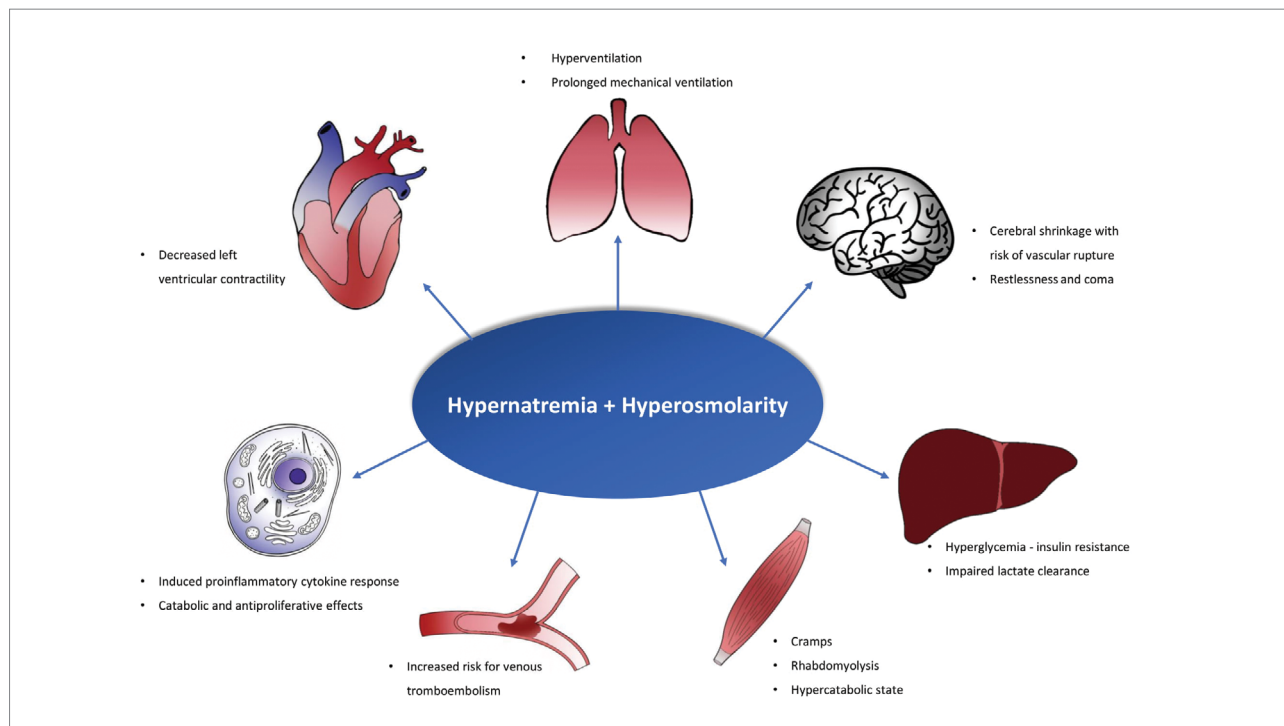 • Hyperventilation
• Prolonged mechanical ventilation
• Decreased left
ventricular contractility
• Cerebral shrinkage with
risk of vascular rupture
• Restlessness and coma
Hypernatremia + Hyperosmolarity
• Induced proinflammatory cytokine response
• Catabolic and antiproliferative effects
• Increased risk for venous
tromboembolism
• Cramps
• Rhabdomyolysis
• Hypercatabolic state
• Hyperglycemia - insulin resistance
• Impaired lactate clearance